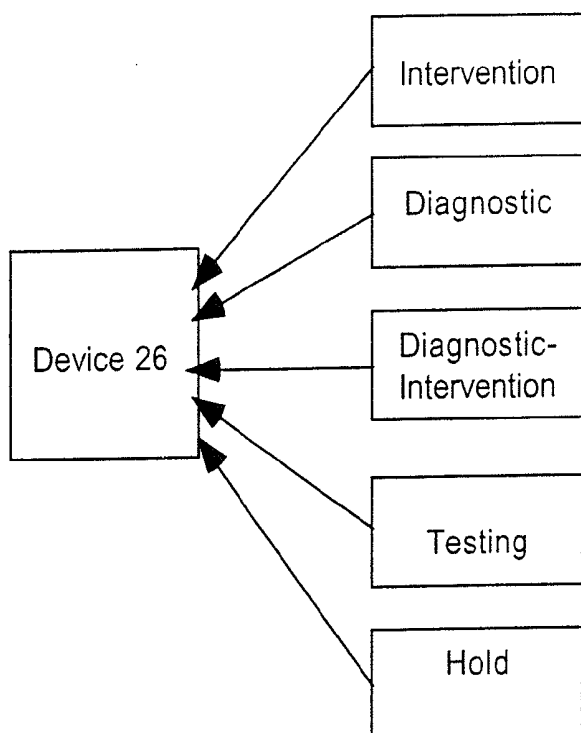 Intervention
Diagnostic
Device 26
Diagnostic-
Intervention
Testing
Hold